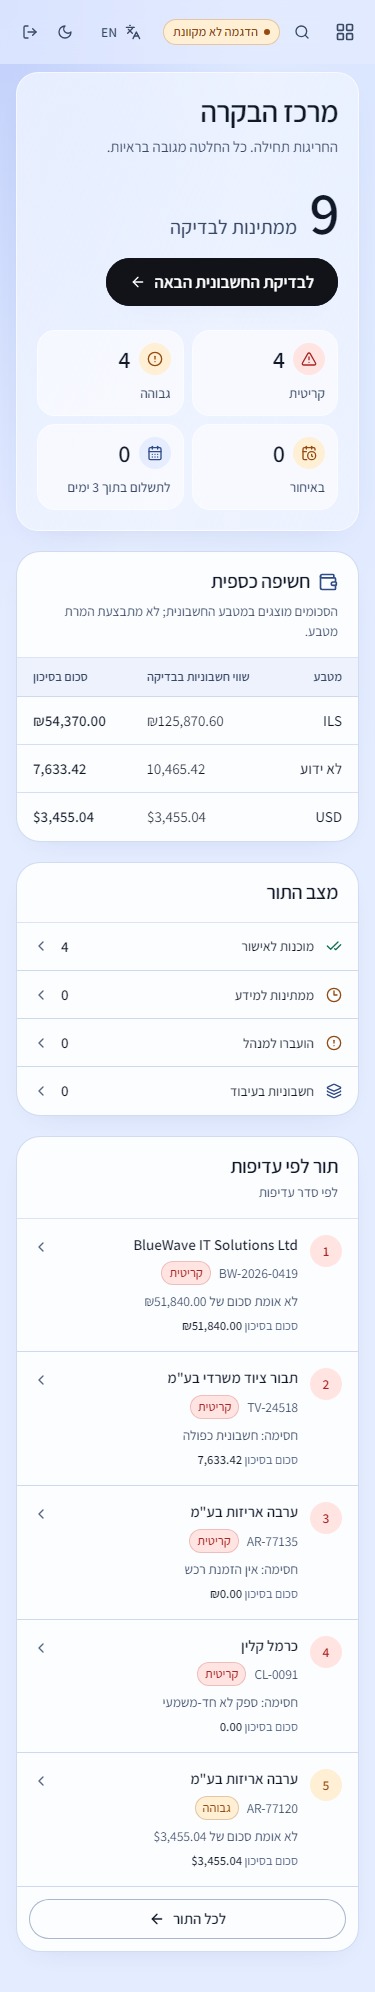 הדגמה לא מקוונת
EN
מרכז הבקרה
החריגות תחילה. כל החלטה מגובה בראיות.
9 ממתינות לבדיקה
לבדיקת החשבונית הבאה
4
קריטית
4
גבוהה
0
באיחור
0
לתשלום בתוך 3 ימים
חשיפה כספית
הסכומים מוצגים במטבע החשבונית; לא מתבצעת המרת
מטבע.
מטבע שווי חשבוניות בבדיקה סכום בסיכון
ILS ₪125,870.60 ₪54,370.00
לא ידוע 10,465.42 7,633.42
USD $3,455.04 $3,455.04
מצב התור
מוכנות לאישור 4
ממתינות למידע 0
הועברו למנהל 0
חשבוניות בעיבוד 0
תור לפי עדיפות
לפי סדר עדיפות
1 BlueWave IT Solutions Ltd
BW-2026-0419 קריטית
לא אומת סכום של ₪51,840.00
סכום בסיכון ₪51,840.00
2 תבור ציוד משרדי בע"מ
TV-24518 קריטית
חסימה: חשבונית כפולה
סכום בסיכון 7,633.42
3 ערבה אריזות בע"מ
AR-77135 קריטית
חסימה: אין הזמנת רכש
סכום בסיכון ₪0.00
4 כרמל קלין
CL-0091 קריטית
חסימה: ספק לא חד-משמעי
סכום בסיכון 0.00
5 ערבה אריזות בע"מ
AR-77120 גבוהה
לא אומת סכום של $3,455.04
סכום בסיכון $3,455.04
לכל התור